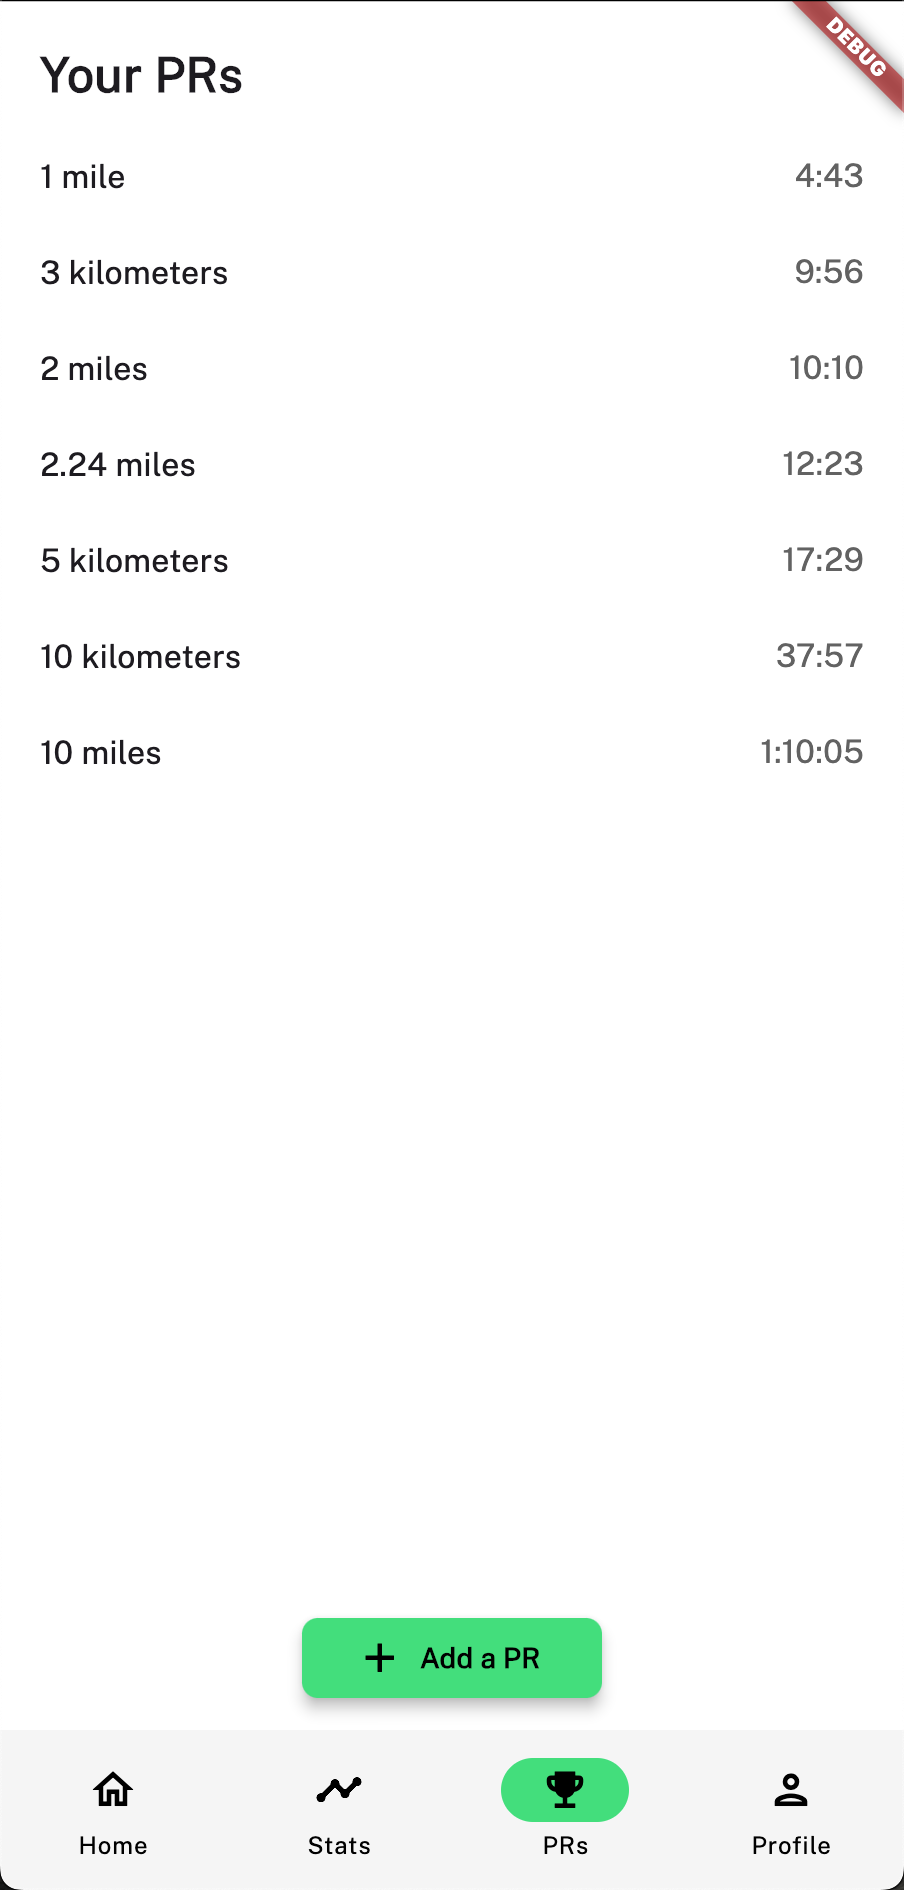 DEBUG
Your PRs
1 mile 4:43
3 kilometers 9:56
2 miles 10:10
2.24 miles 12:23
5 kilometers 17:29
10 kilometers 37:57
10 miles 1:10:05
+ Add a PR
Home Stats PRs Profile